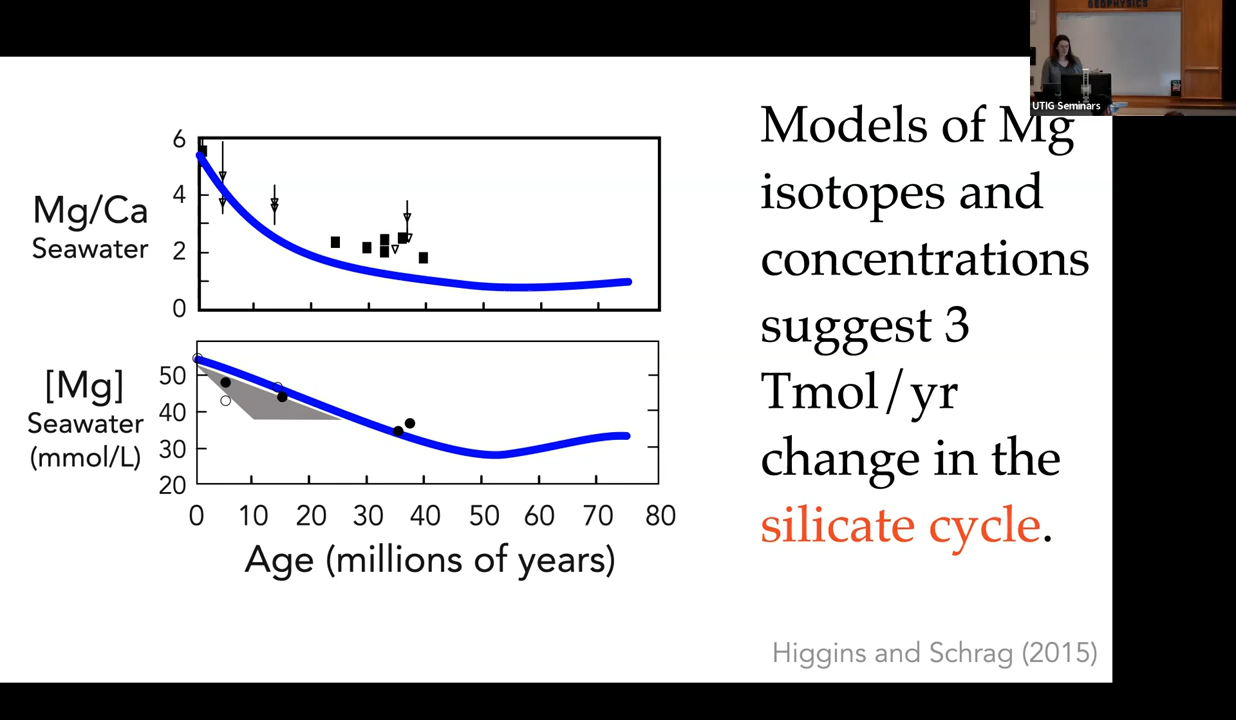 GEOPHYSICS
UTIG Seminars
Models of Mg
isotopes and
concentrations
suggest 3
Tmol/yr
change in the
silicate cycle.
Mg/Ca
Seawater
6
4
2
0
[Mg]
Seawater
(mmol/L)
50
40
30
20
0 10 20 30 40 50 60 70 80
Age (millions of years)
Higgins and Schrag (2015)